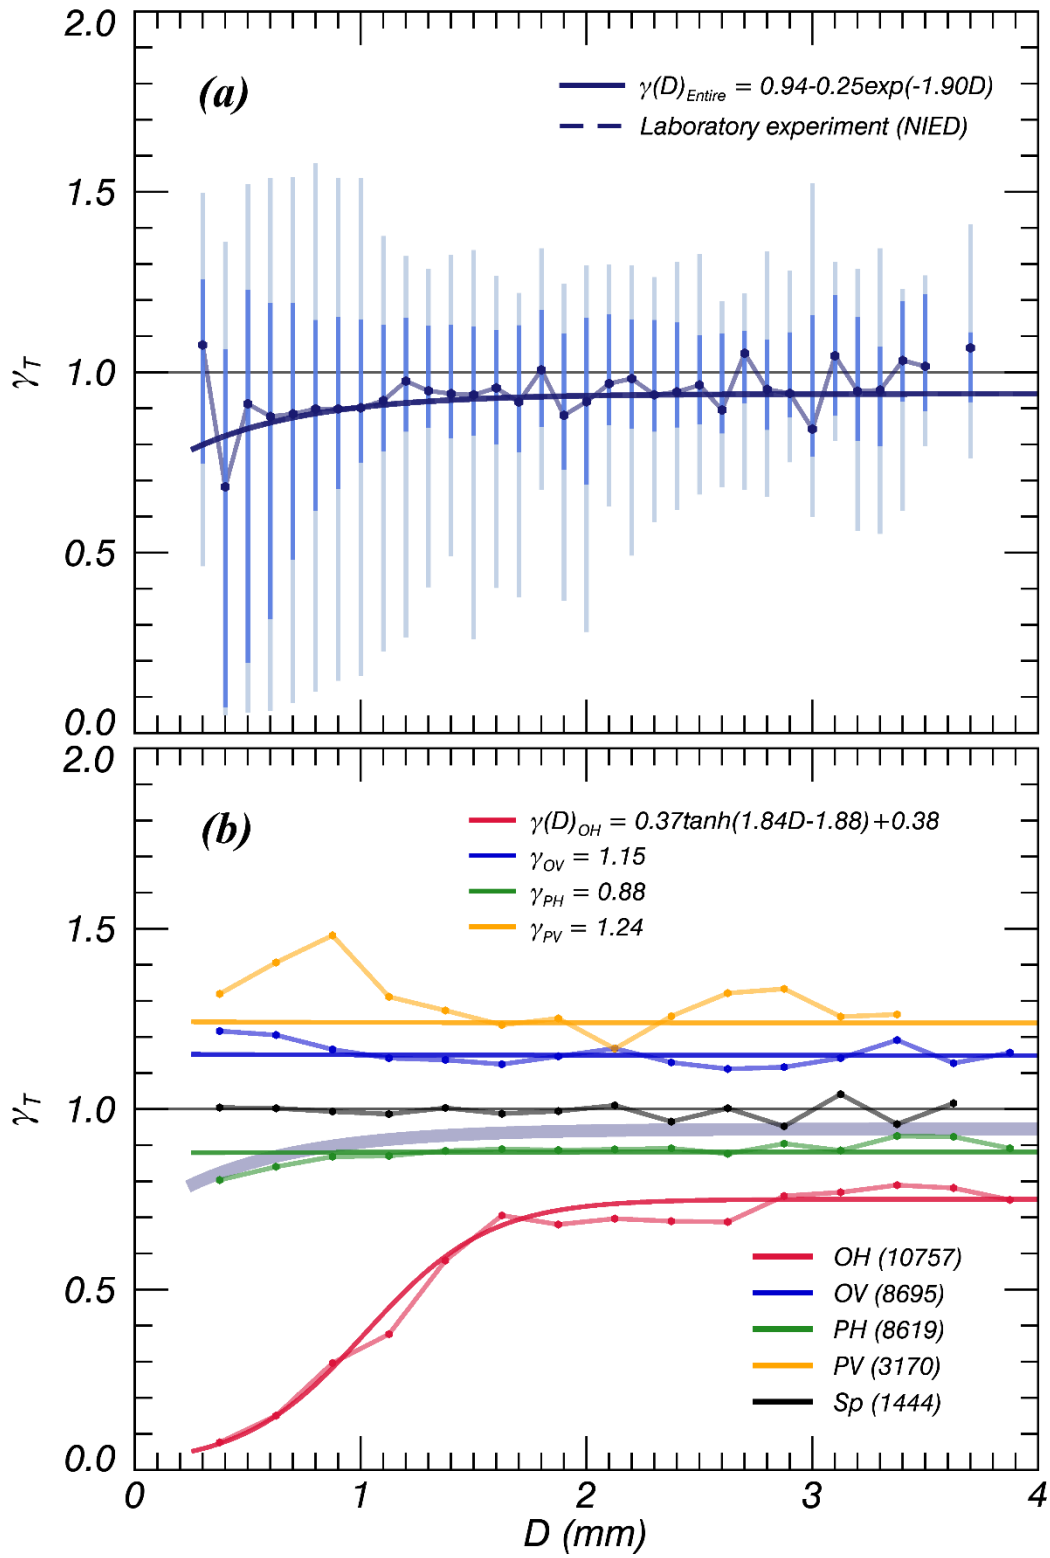 2.0
(a)
γ(D)Entire = 0.94-0.25exp(-1.90D)
Laboratory experiment (NIED)
1.5
1.0
γT
0.5
0.0
2.0
(b)
γ(D)OH = 0.37tanh(1.84D-1.88)+0.38
γOV = 1.15
γPH = 0.88
γPV = 1.24
1.5
1.0
γT
0.5
OH (10757)
OV (8695)
PH (8619)
PV (3170)
Sp (1444)
0.0
0 1 2 3 4
D (mm)